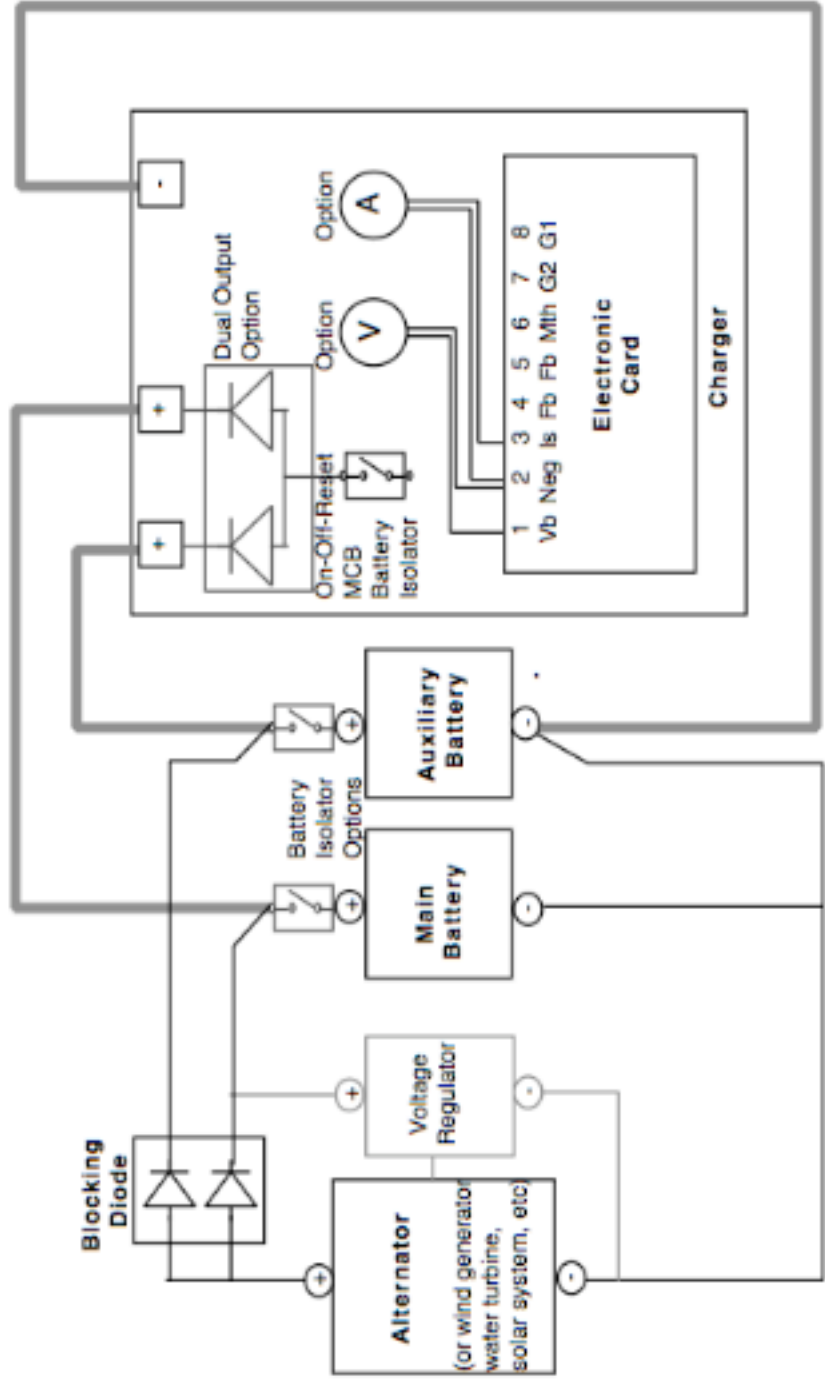 Blocking
Diode
Alternator
(or wind generator
water turbine,
solar system, etc)
+
-
Voltage
Regulator
+
-
Battery
Isolator
Options
Main
Battery
+
-
Auxiliary
Battery
+
-
+
+
-
Dual Output
Option
On-Off-Reset
MCB
Battery
Isolator
Option
V
Option
A
1 2 3 4 5 6 7 8
Vb Neg Is Fb Fb Mth G2 G1
Electronic
Card
Charger